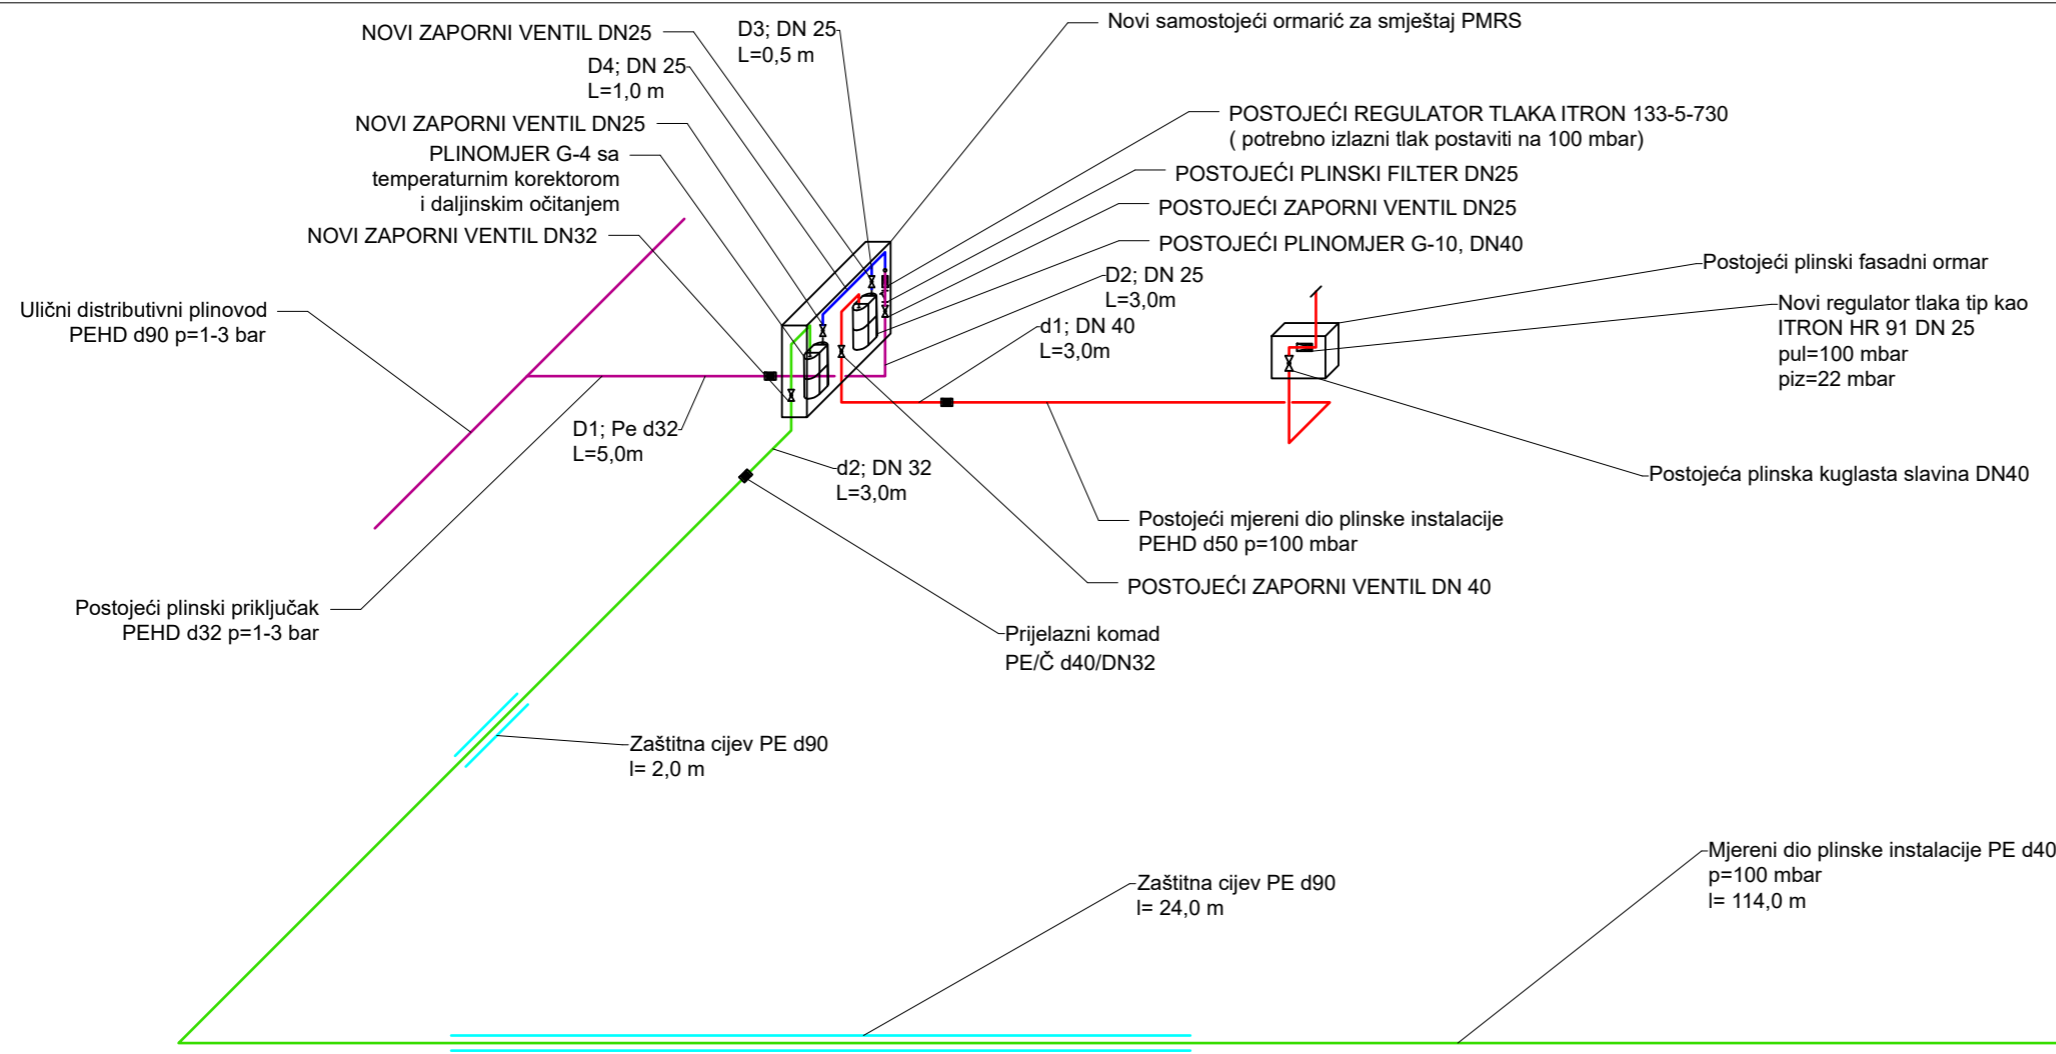 NOVI ZAPORNI VENTIL DN25
D3; DN 25
L=0,5 m
Novi samostojeći ormarić za smještaj PMRS
D4; DN 25
L=1,0 m
NOVI ZAPORNI VENTIL DN25
PLINOMJER G-4 sa
temperaturnim korektorom
i daljinskim očitanjem
NOVI ZAPORNI VENTIL DN32
POSTOJEĆI REGULATOR TLAKA ITRON 133-5-730
( potrebno izlazni tlak postaviti na 100 mbar)
POSTOJEĆI PLINSKI FILTER DN25
POSTOJEĆI ZAPORNI VENTIL DN25
POSTOJEĆI PLINOMJER G-10, DN40
D2; DN 25
L=3,0m
d1; DN 40
L=3,0m
Postojeći plinski fasadni ormar
Novi regulator tlaka tip kao
ITRON HR 91 DN 25
pul=100 mbar
piz=22 mbar
Ulični distributivni plinovod
PEHD d90 p=1-3 bar
D1; Pe d32
L=5,0m
d2; DN 32
L=3,0m
Postojeća plinska kuglasta slavina DN40
Postojeći mjereni dio plinske instalacije
PEHD d50 p=100 mbar
POSTOJEĆI ZAPORNI VENTIL DN 40
Postojeći plinski priključak
PEHD d32 p=1-3 bar
Prijelazni komad
PE/Č d40/DN32
Zaštitna cijev PE d90
l= 2,0 m
Zaštitna cijev PE d90
l= 24,0 m
Mjereni dio plinske instalacije PE d40
p=100 mbar
l= 114,0 m